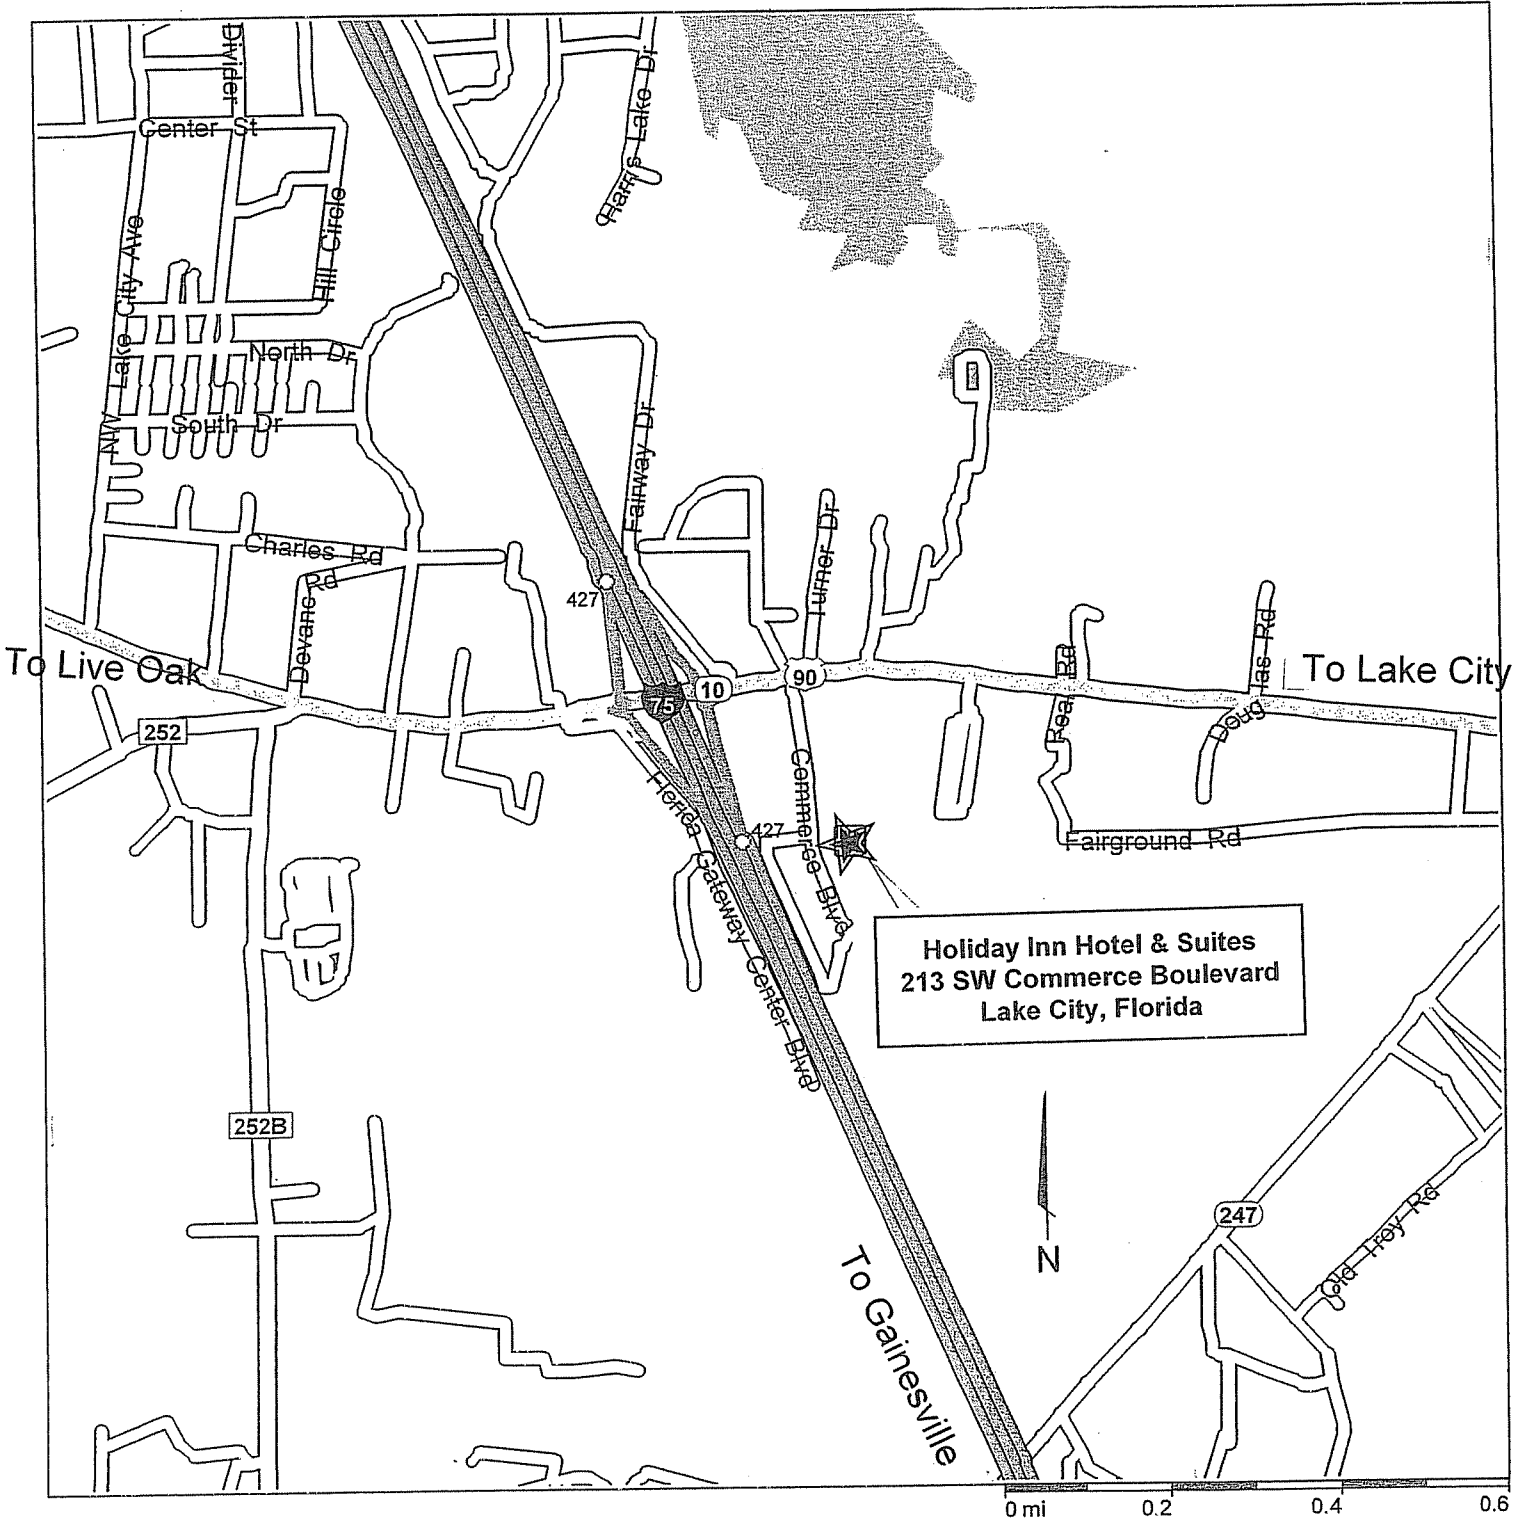 Divider
Center St
Harris Lake Dr
Hill Circle
NW Lake City Ave
North Dr
South Dr
Fairway Dr
Charles Rd
Rd
Devane
Turner Dr
427
To Live Oak
To Lake City
75
10
90
252
Real Rd
Doug las Rd
Commerce Blvd
Florida Gateway Center Blvd
427
Fairground Rd
Holiday Inn Hotel & Suites
213 SW Commerce Boulevard
Lake City, Florida
252B
N
247
Old Troy Rd
To Gainesville
0 mi 0.2 0.4 0.6